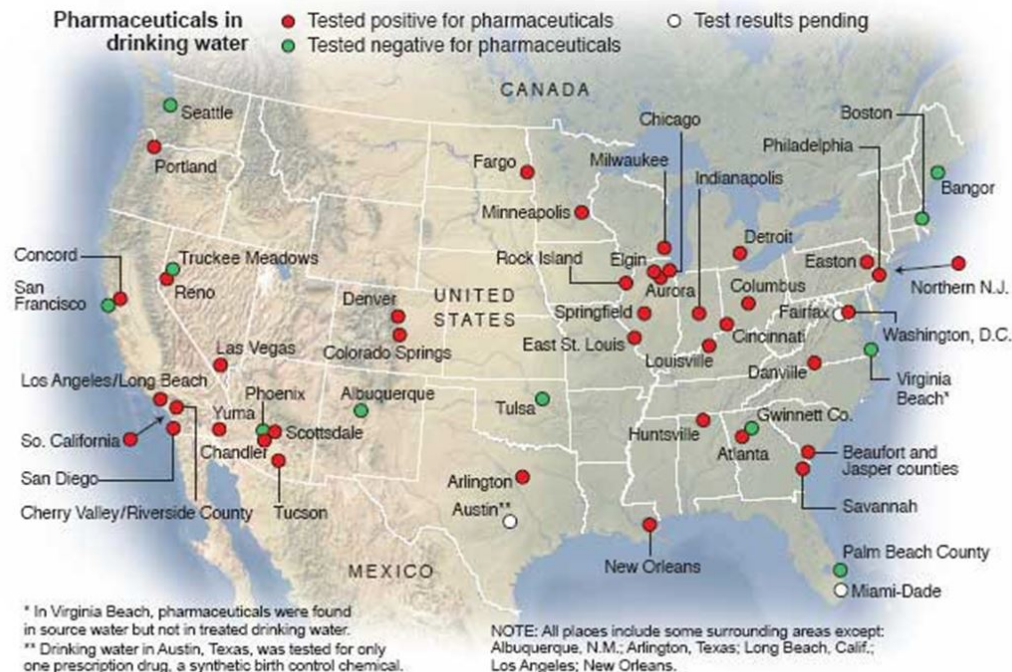 Pharmaceuticals in
drinking water
Tested positive for pharmaceuticals
Tested negative for pharmaceuticals
Test results pending
CANADA
Seattle
Portland
Fargo
Minneapolis
Milwaukee
Chicago
Indianapolis
Boston
Philadelphia
Bangor
Concord
San
Francisco
Truckee Meadows
Reno
Rock Island
Elgin
Aurora
Detroit
Easton
Northern N.J.
Denver
Colorado Springs
UNITED
STATES
Springfield
East St. Louis
Columbus
Cincinnati
Louisville
Fairfax
Washington, D.C.
Danville
Virginia
Beach*
Las Vegas
Los Angeles/Long Beach
Phoenix
Albuquerque
Yuma
Scottsdale
Chandler
Tulsa
So. California
San Diego
Cherry Valley/Riverside County
Tucson
Huntsville
Gwinnett Co.
Atlanta
Beaufort and
Jasper counties
Savannah
Arlington
Austin**
New Orleans
Palm Beach County
Miami-Dade
MEXICO
* In Virginia Beach, pharmaceuticals were found
in source water but not in treated drinking water.
** Drinking water in Austin, Texas, was tested for only
one prescription drug, a synthetic birth control chemical.
NOTE: All places include some surrounding areas except:
Albuquerque, N.M.; Arlington, Texas; Long Beach, Calif.;
Los Angeles; New Orleans.